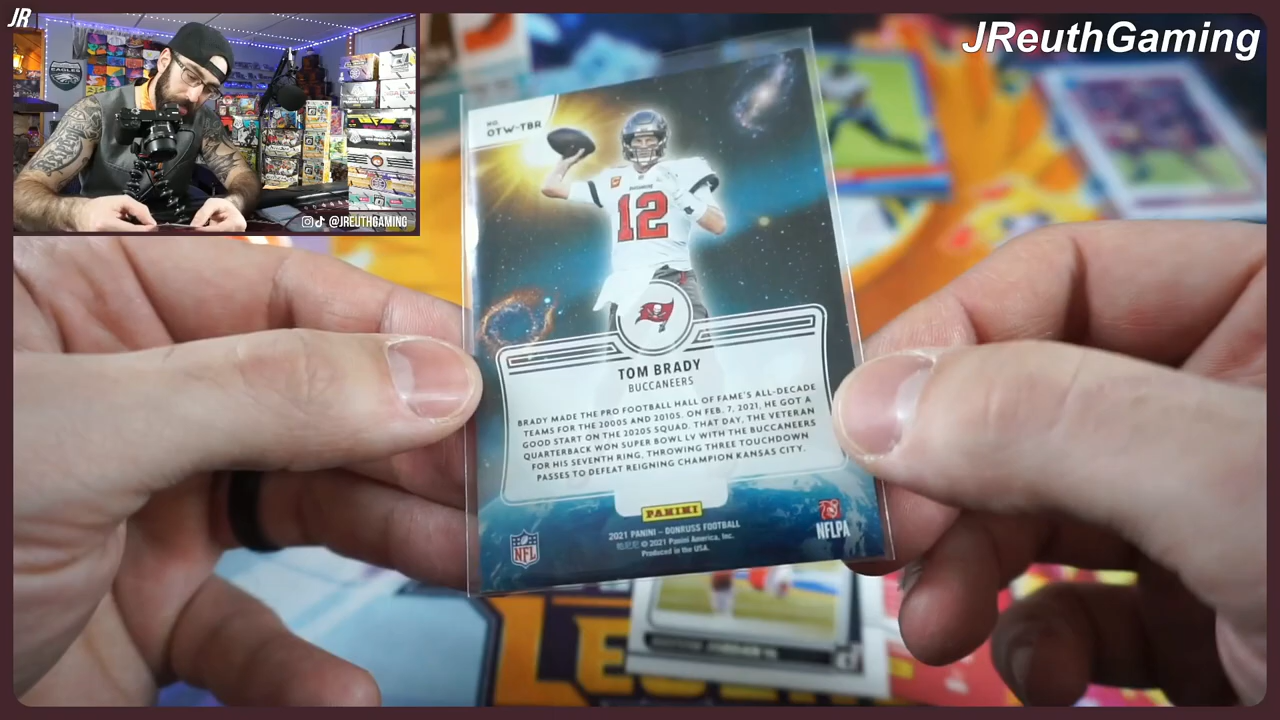 JR
JReuthGaming
EAGLES
@JREUTHGAMING
NO.
OTW-TBR
BUCCANEERS
12
TOM BRADY
BUCCANEERS
BRADY MADE THE PRO FOOTBALL HALL OF FAME'S ALL-DECADE
TEAMS FOR THE 2000S AND 2010S. ON FEB. 7, 2021, HE GOT A
GOOD START ON THE 2020S SQUAD. THAT DAY, THE VETERAN
QUARTERBACK WON SUPER BOWL LV WITH THE BUCCANEERS
FOR HIS SEVENTH RING, THROWING THREE TOUCHDOWN
PASSES TO DEFEAT REIGNING CHAMPION KANSAS CITY.
PANINI
2021 PANINI – DONRUSS FOOTBALL
© 2021 Panini America, Inc.
Produced in the USA.
NFL
NFLPA